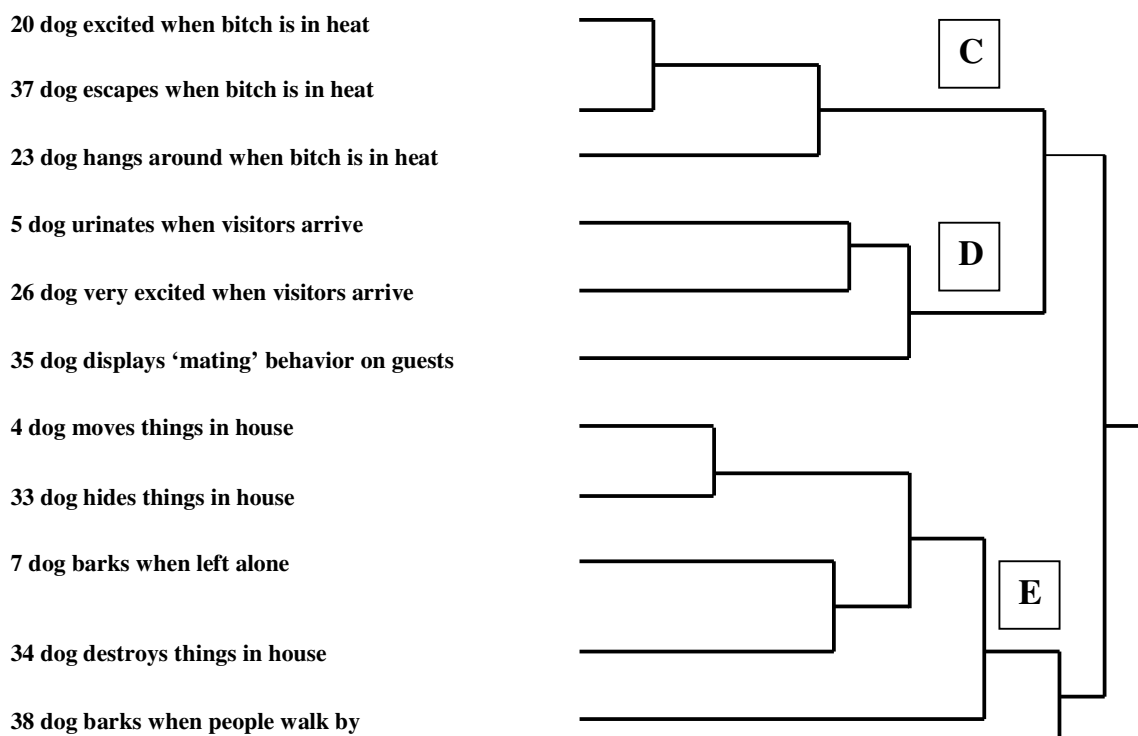 20 dog excited when bitch is in heat
C
37 dog escapes when bitch is in heat
23 dog hangs around when bitch is in heat
5 dog urinates when visitors arrive
D
26 dog very excited when visitors arrive
35 dog displays ‘mating’ behavior on guests
4 dog moves things in house
33 dog hides things in house
7 dog barks when left alone
E
34 dog destroys things in house
38 dog barks when people walk by